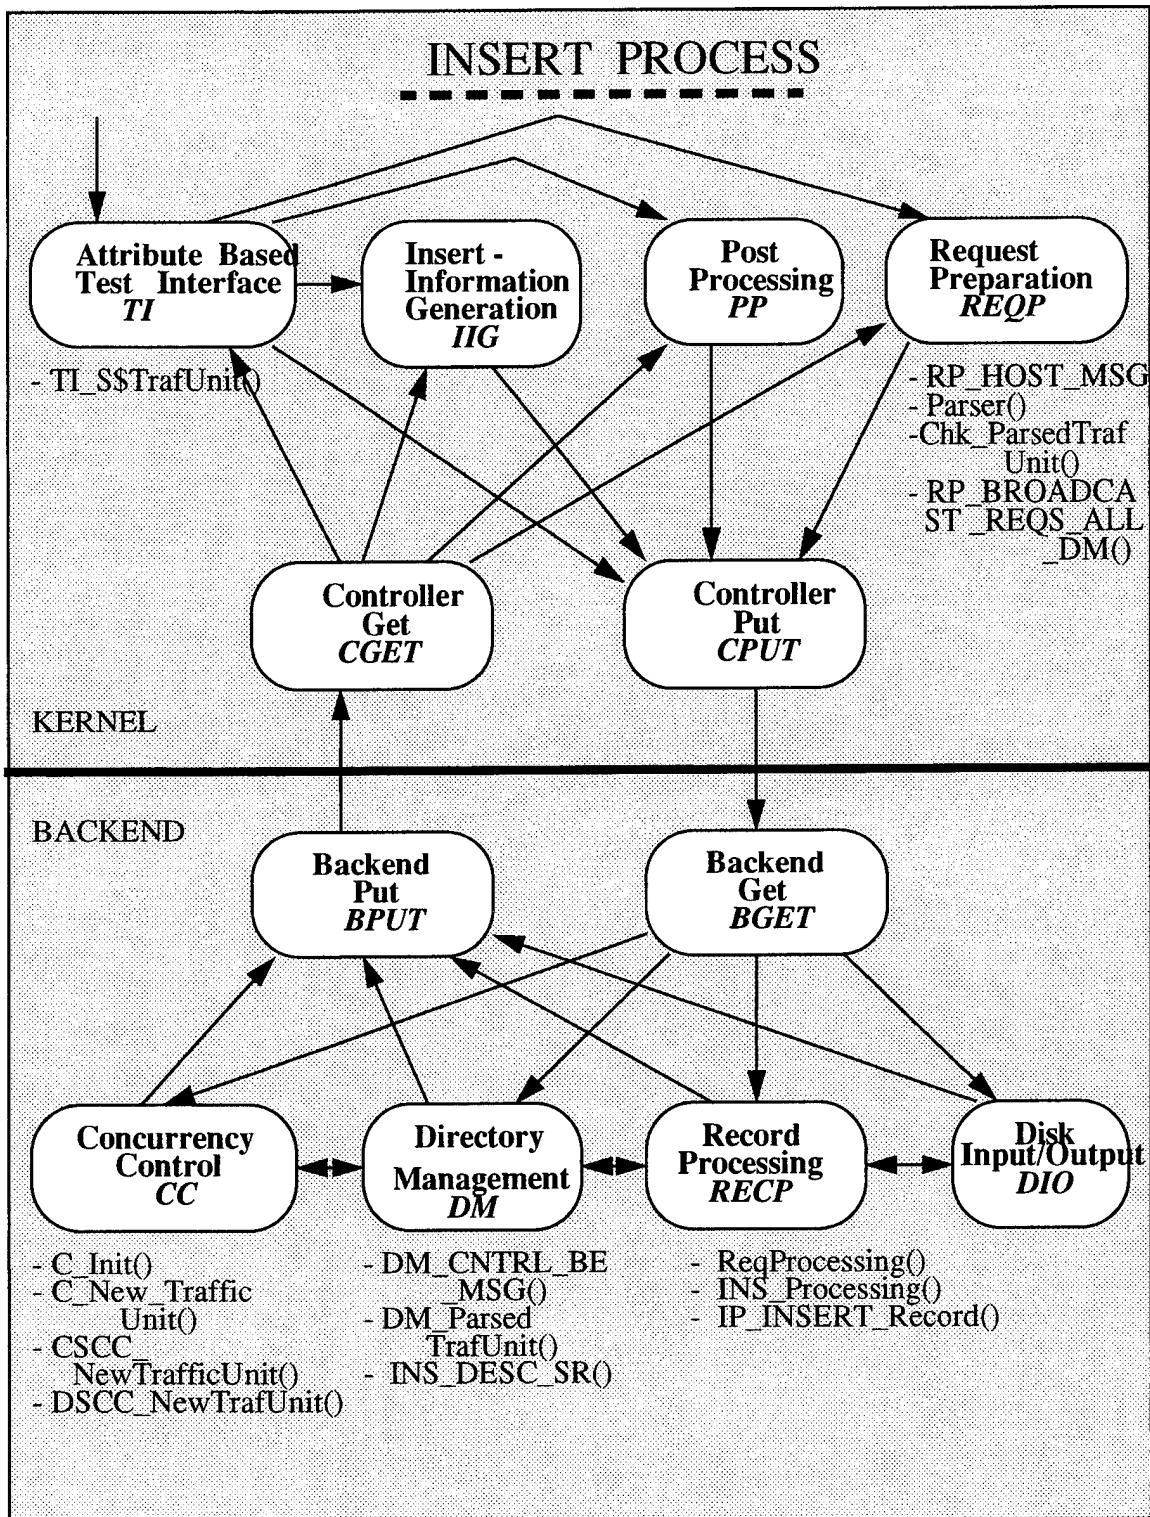 INSERT PROCESS
Attribute Based
Test Interface
TI
Insert -
Information
Generation
IIG
Post
Processing
PP
Request
Preparation
REQP
- TI_S$TrafUnit()
- RP_HOST_MSG
- Parser()
-Chk_ParsedTraf
Unit()
- RP_BROADCA
ST_REQS_ALL
_DM()
Controller
Get
CGET
Controller
Put
CPUT
KERNEL
BACKEND
Backend
Put
BPUT
Backend
Get
BGET
Concurrency
Control
CC
Directory
Management
DM
Record
Processing
RECP
Disk
Input/Output
DIO
- C_Init()
- C_New_Traffic
Unit()
- CSCC_
NewTrafficUnit()
- DSCC_NewTrafUnit()
- DM_CNTRL_BE
_MSG()
- DM_Parsed
TrafUnit()
- INS_DESC_SR()
- ReqProcessing()
- INS_Processing()
- IP_INSERT_Record()